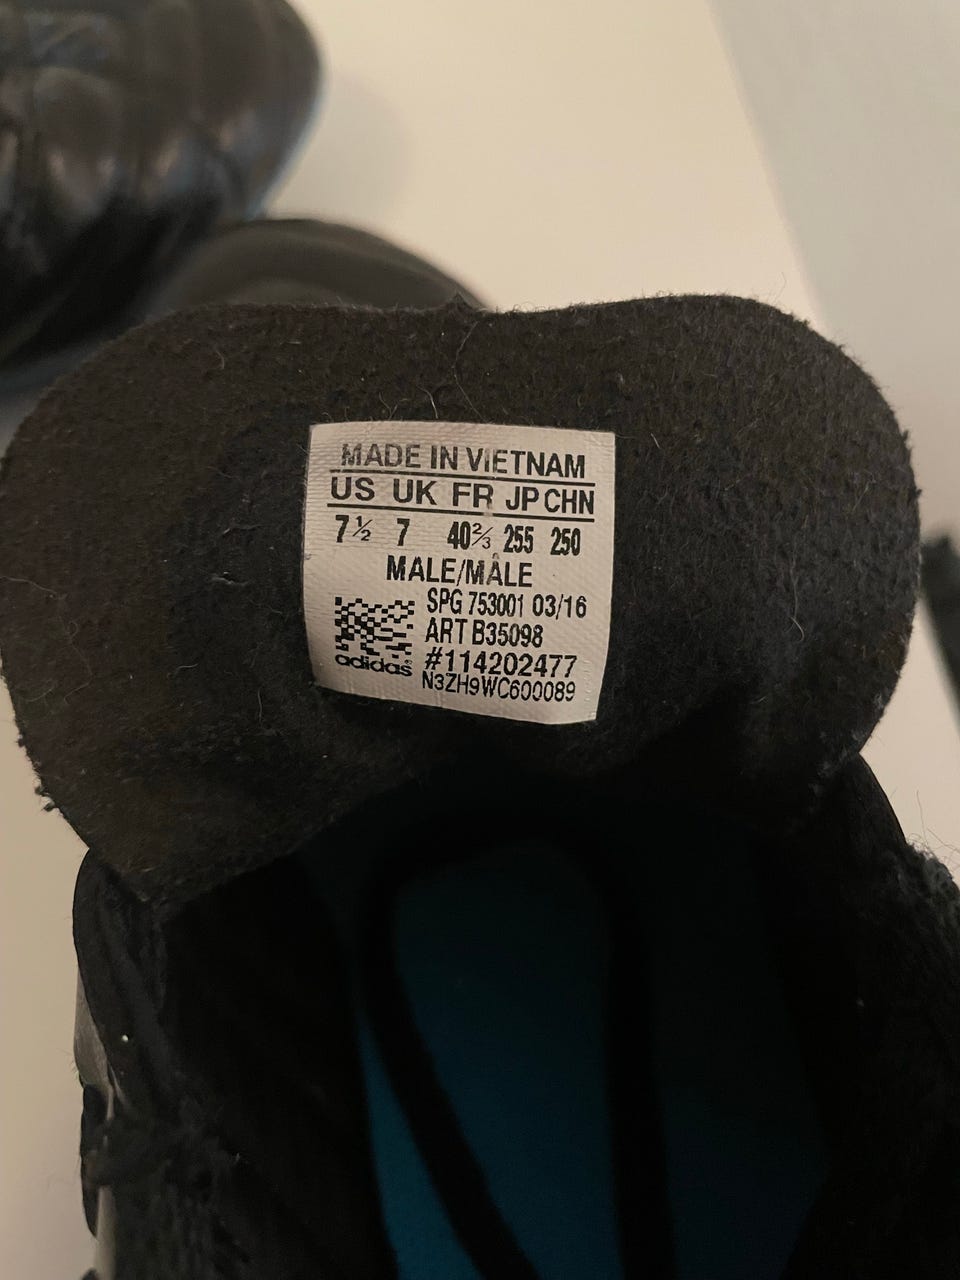 MADE IN VIETNAM
US UK FR JP CHN
7½ 7 40⅔ 255 250
MALE/MÂLE
SPG 753001 03/16
ART B35098
#114202477
adidas
N3ZH9WC600089